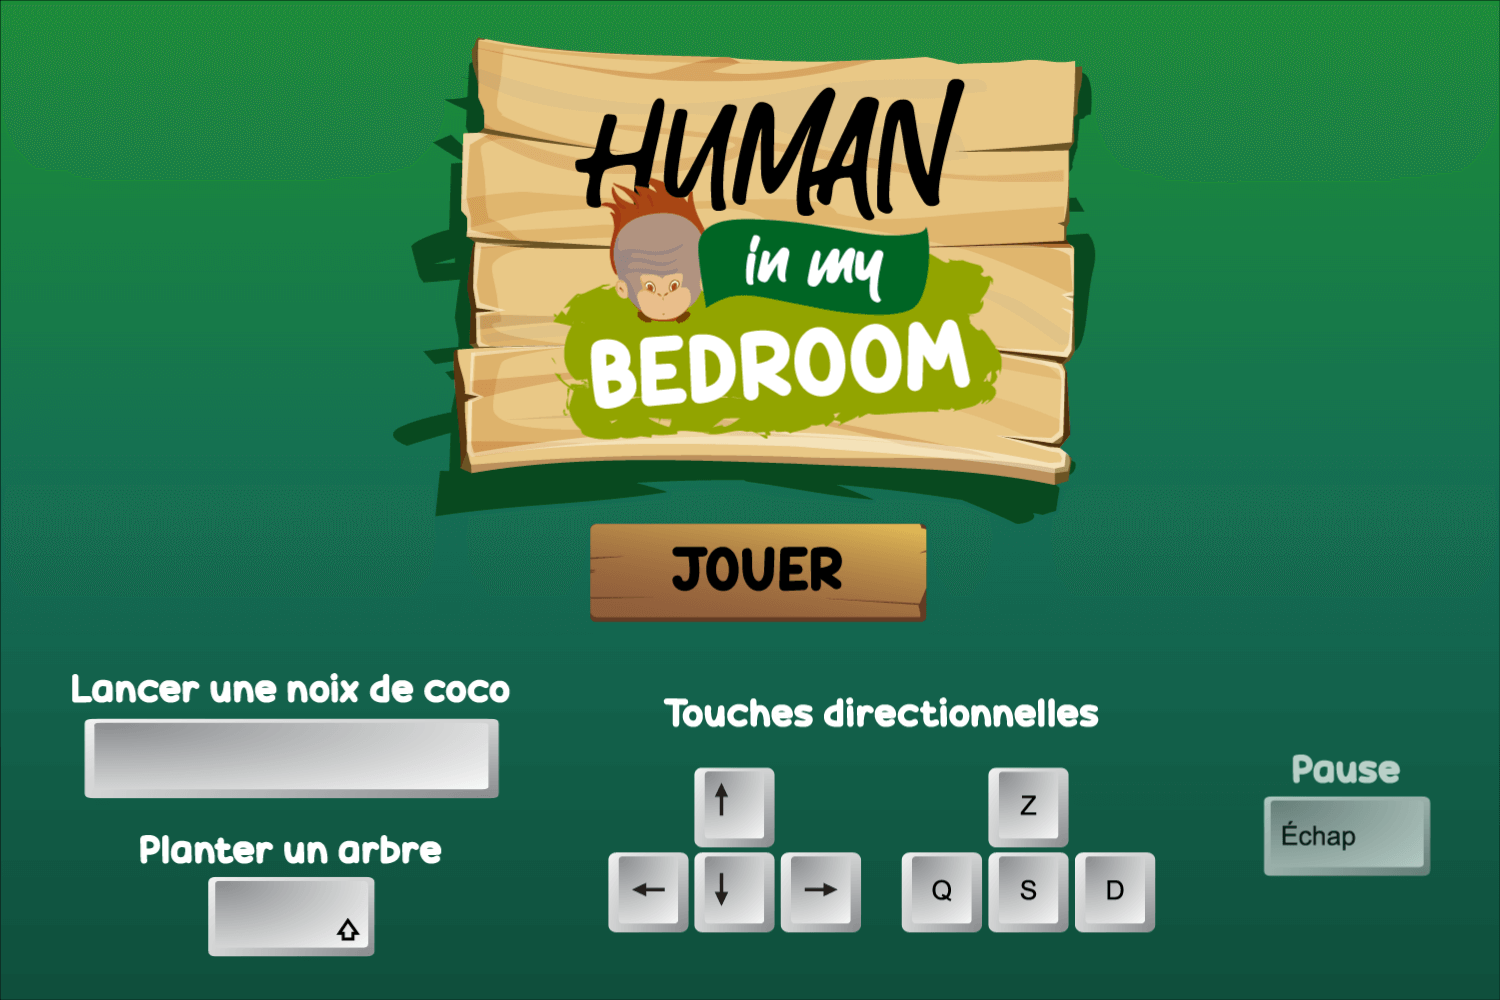 HUMAN
in my
BEDROOM
JOUER
Lancer une noix de coco
Planter un arbre
Touches directionnelles
↑
← ↓ →
Z
Q S D
Pause
Échap